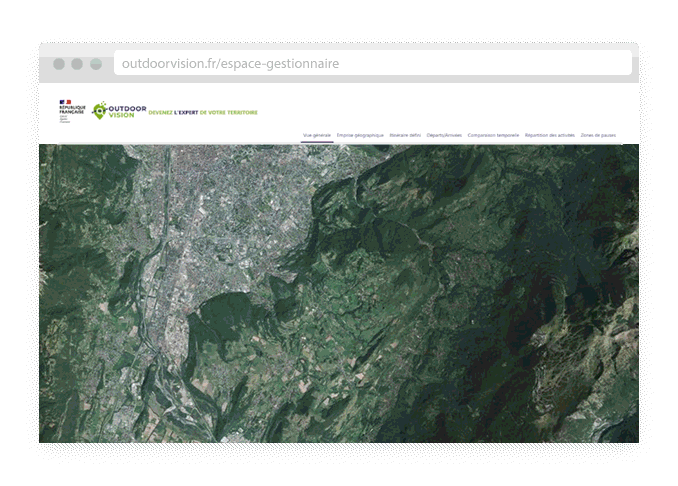 outdoorvision.fr/espace-gestionnaire
RÉPUBLIQUE
FRANÇAISE
OUTDOOR
VISION
DEVENEZ L'EXPERT DE VOTRE TERRITOIRE
Vue générale Emprise géographique Itinéraire défini Départs/Arrivées Comparaison temporelle Répartition des activités Zones de pauses